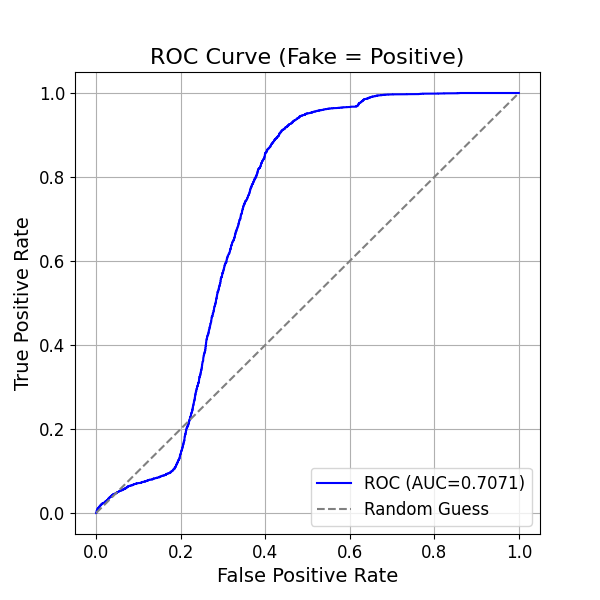 ROC Curve (Fake = Positive)
True Positive Rate
1.0
0.8
0.6
0.4
0.2
0.0
ROC (AUC=0.7071)
Random Guess
0.0 0.2 0.4 0.6 0.8 1.0
False Positive Rate